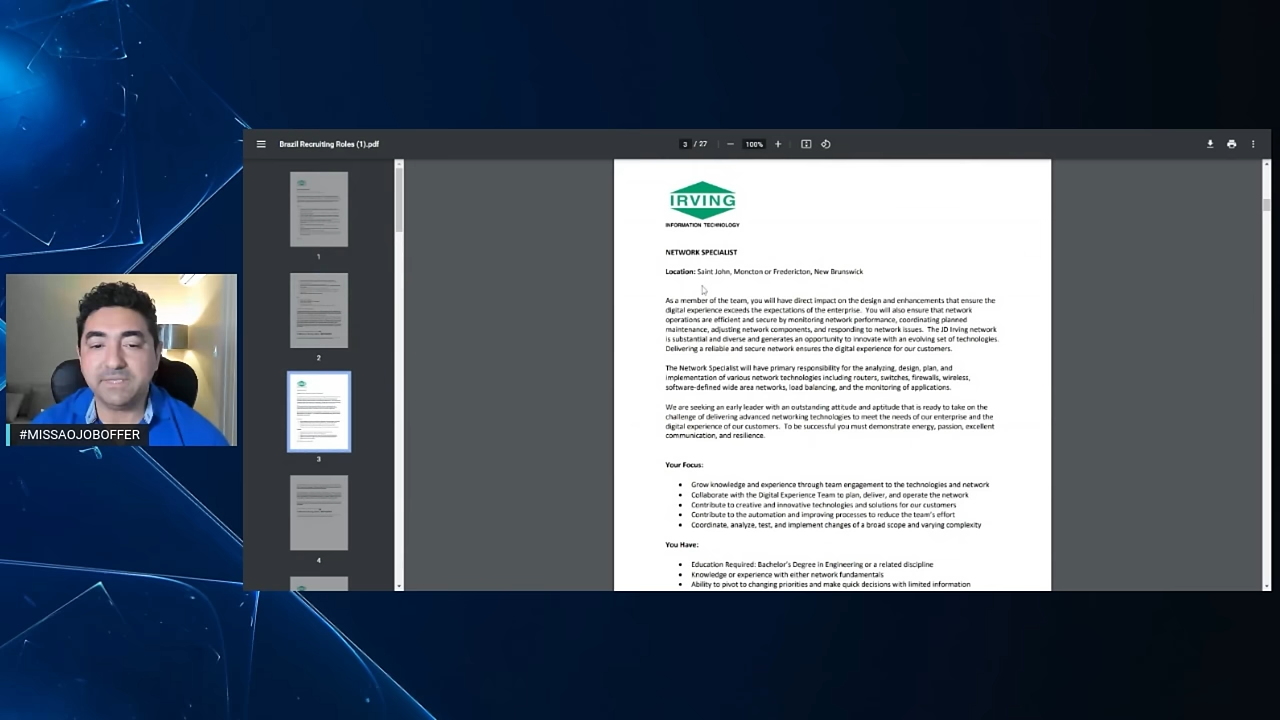 Brazil Recruiting Roles (1).pdf
3 / 27
100%
1
2
3
4
IRVING
INFORMATION TECHNOLOGY
NETWORK SPECIALIST
Location: Saint John, Moncton or Fredericton, New Brunswick
As a member of the team, you will have direct impact on the design and enhancements that ensure the
digital experience exceeds the expectations of the enterprise. You will also ensure that network
operations are efficient and secure by monitoring network performance, coordinating planned
maintenance, adjusting network components, and responding to network issues. The JD Irving network
is substantial and diverse and generates an opportunity to innovate with an evolving set of technologies.
Delivering a reliable and secure network ensures the digital experience for our customers.
The Network Specialist will have primary responsibility for the analyzing, design, plan, and
implementation of various network technologies including routers, switches, firewalls, wireless,
software-defined wide area networks, load balancing, and the monitoring of applications.
We are seeking an early leader with an outstanding attitude and aptitude that is ready to take on the
challenge of delivering advanced networking technologies to meet the needs of our enterprise and the
digital experience of our customers. To be successful you must demonstrate energy, passion, excellent
communication, and resilience.
Your Focus:
• Grow knowledge and experience through team engagement to the technologies and network
• Collaborate with the Digital Experience Team to plan, deliver, and operate the network
• Contribute to creative and innovative technologies and solutions for our customers
• Contribute to the automation and improving processes to reduce the team's effort
• Coordinate, analyze, test, and implement changes of a broad scope and varying complexity
You Have:
• Education Required: Bachelor's Degree in Engineering or a related discipline
• Knowledge or experience with either network fundamentals
• Ability to pivot to changing priorities and make quick decisions with limited information
#MISSAOJOBOFFER